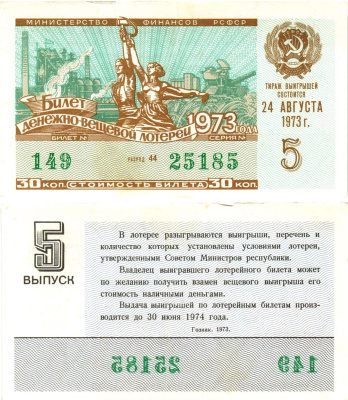 МИНИСТЕРСТВО ФИНАНСОВ РСФСР
Билет
денежно-вещевой лотереи
1973 ГОДА
БИЛЕТ № СЕРИЯ №
149 РАЗРЯД 44 25185
30 КОП. СТОИМОСТЬ БИЛЕТА 30 КОП.
ТИРАЖ ВЫИГРЫШЕЙ
СОСТОИТСЯ
24 АВГУСТА
1973 г.
5
5
ВЫПУСК
В лотерее разыгрываются выигрыши, перечень и
количество которых установлены условиями лотереи,
утвержденными Советом Министров республики.
Владелец выигравшего лотерейного билета может
по желанию получить взамен вещевого выигрыша его
стоимость наличными деньгами.
Выдача выигрышей по лотерейным билетам произ-
водится до 30 июня 1974 года.
Гознак. 1973.
25185 149